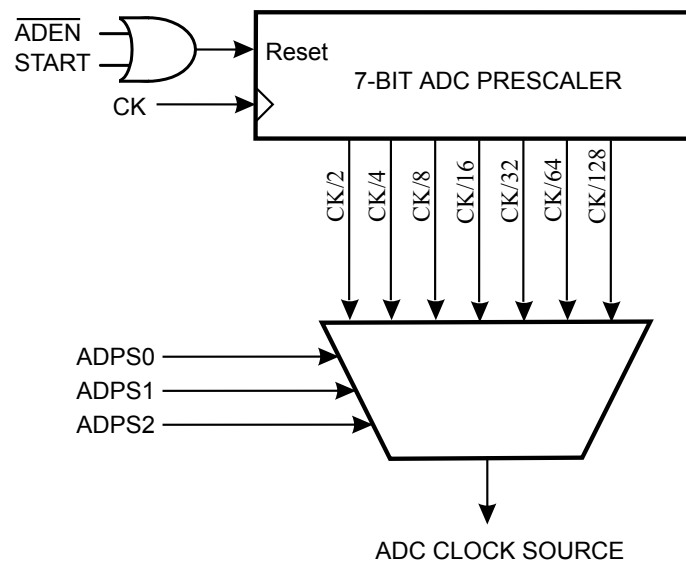 ADEN
START
Reset
7-BIT ADC PRESCALER
CK
CK/2
CK/4
CK/8
CK/16
CK/32
CK/64
CK/128
ADPS0
ADPS1
ADPS2
ADC CLOCK SOURCE